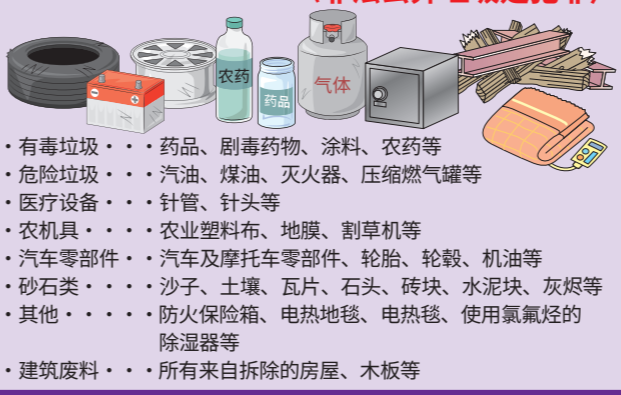 农药
药品
气体
・有毒垃圾・・・药品、剧毒药物、涂料、农药等
・危险垃圾・・・汽油、煤油、灭火器、压缩燃气罐等
・医疗设备・・・针管、针头等
・农机具・・・・农业塑料布、地膜、割草机等
・汽车零部件・・汽车及摩托车零部件、轮胎、轮毂、机油等
・砂石类・・・・沙子、土壤、瓦片、石头、砖块、水泥块、灰烬等
・其他・・・・・防火保险箱、电热地毯、电热毯、使用氯氟烃的
除湿器等
・建筑废料・・・所有来自拆除的房屋、木板等